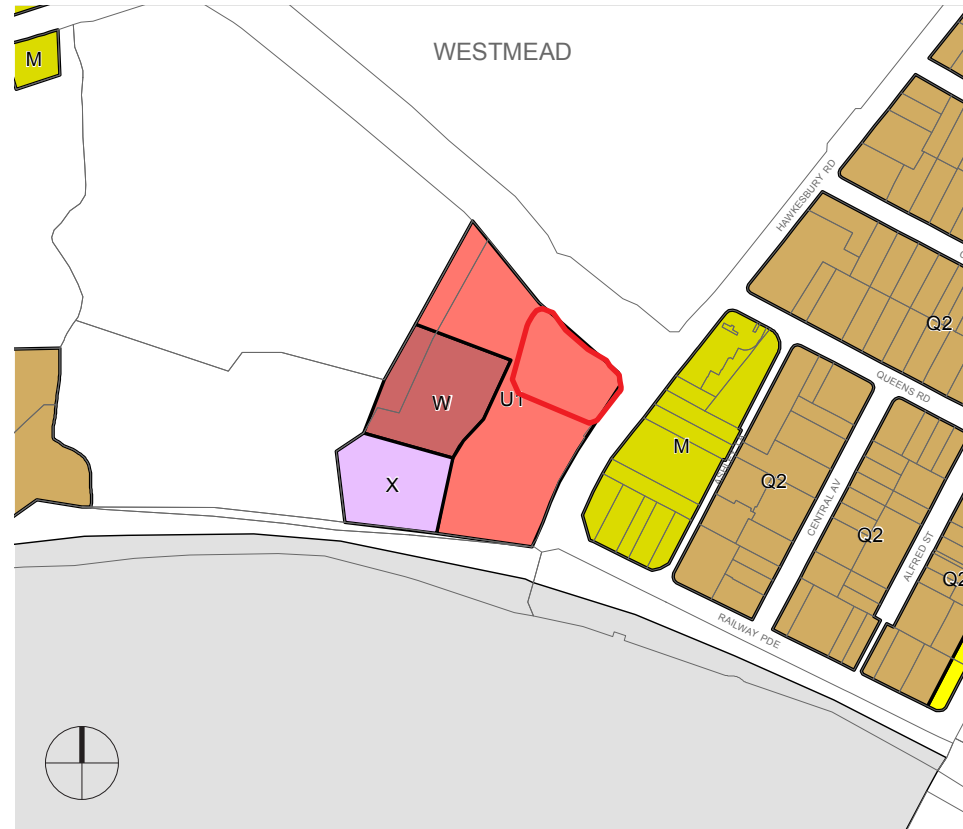 WESTMEAD
M
HAWKESBURY RD
Q2
QUEENS RD
U1
W
M
Q2
X
CENTRAL AV
Q2
ALFRED ST
Q2
RAILWAY PDE